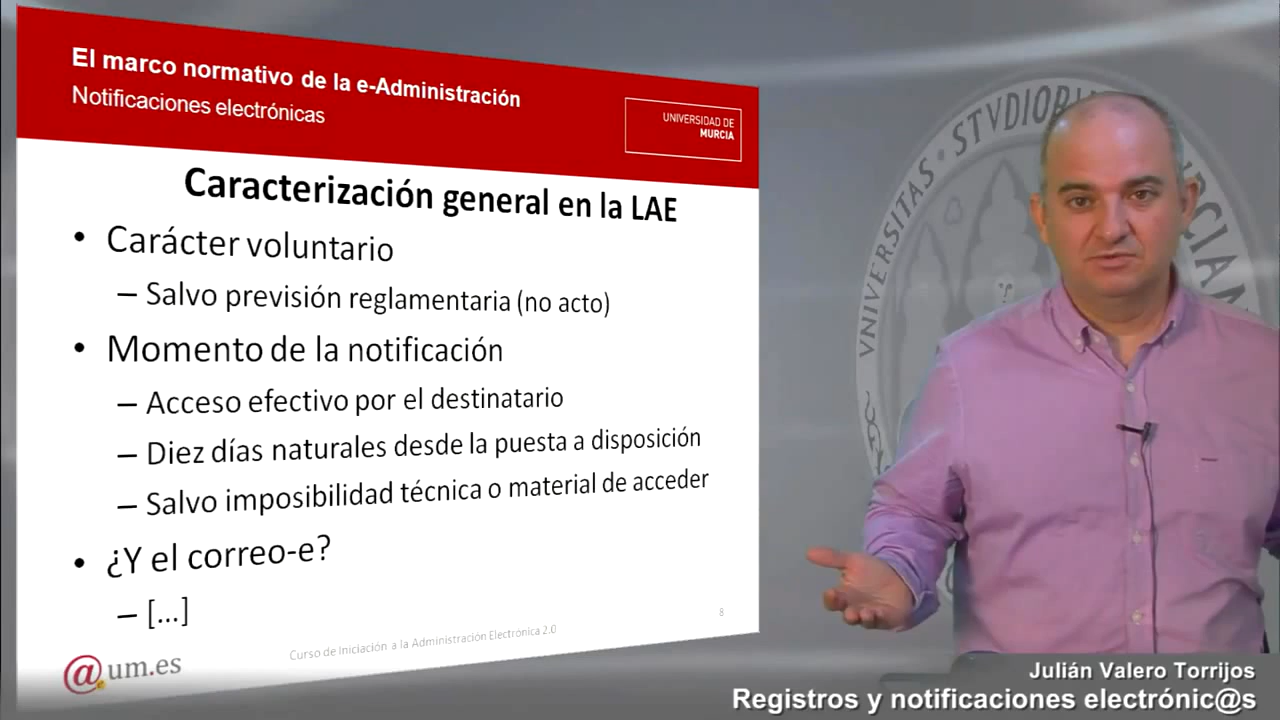 El marco normativo de la e-Administración
Notificaciones electrónicas
UNIVERSIDAD DE
MURCIA
Caracterización general en la LAE
• Carácter voluntario
– Salvo previsión reglamentaria (no acto)
• Momento de la notificación
– Acceso efectivo por el destinatario
– Diez días naturales desde la puesta a disposición
– Salvo imposibilidad técnica o material de acceder
• ¿Y el correo-e?
– [...]
8
Curso de Iniciación a la Administración Electrónica 2.0
@um.es
VNIVERSITAS • STVDIOR
RCIAN
Julián Valero Torrijos
Registros y notificaciones electrónic@s